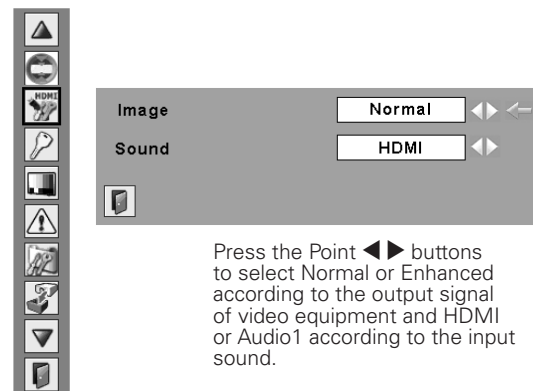 HDMI
Image Normal
Sound HDMI
Press the Point ◀▶ buttons
to select Normal or Enhanced
according to the output signal
of video equipment and HDMI
or Audio1 according to the input
sound.